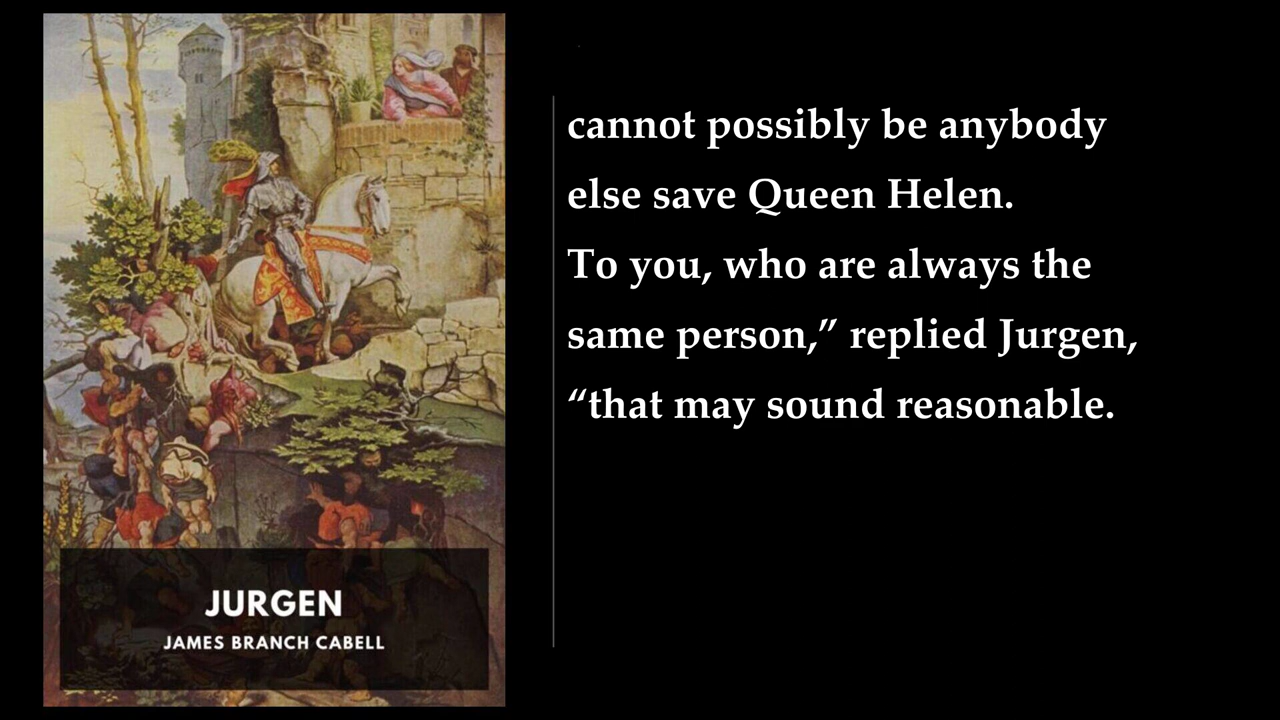 cannot possibly be anybody
else save Queen Helen.
To you, who are always the
same person,” replied Jurgen,
“that may sound reasonable.
JURGEN
JAMES BRANCH CABELL